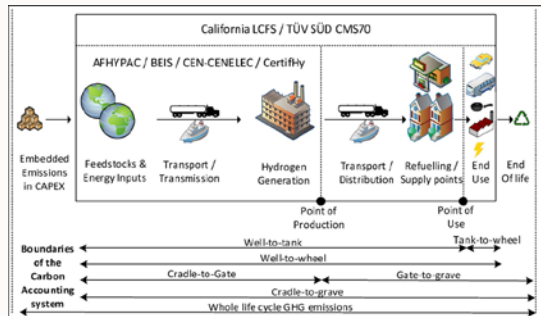 California LCFS / TÜV SÜD CMS70
AFHYPAC / BEIS / CEN-CENELEC / CertifHy
Embedded
Emissions
in CAPEX
Feedstocks &
Energy Inputs
Transport /
Transmission
Hydrogen
Generation
Transport /
Distribution
Refuelling /
Supply points
End
Use
End
Of life
Point of
Production
Point of
Use
Boundaries
of the
Carbon
Accounting
system
Well-to-tank
Tank-to-wheel
Well-to-wheel
Cradle-to-Gate
Gate-to-grave
Cradle-to-grave
Whole life cycle GHG emissions